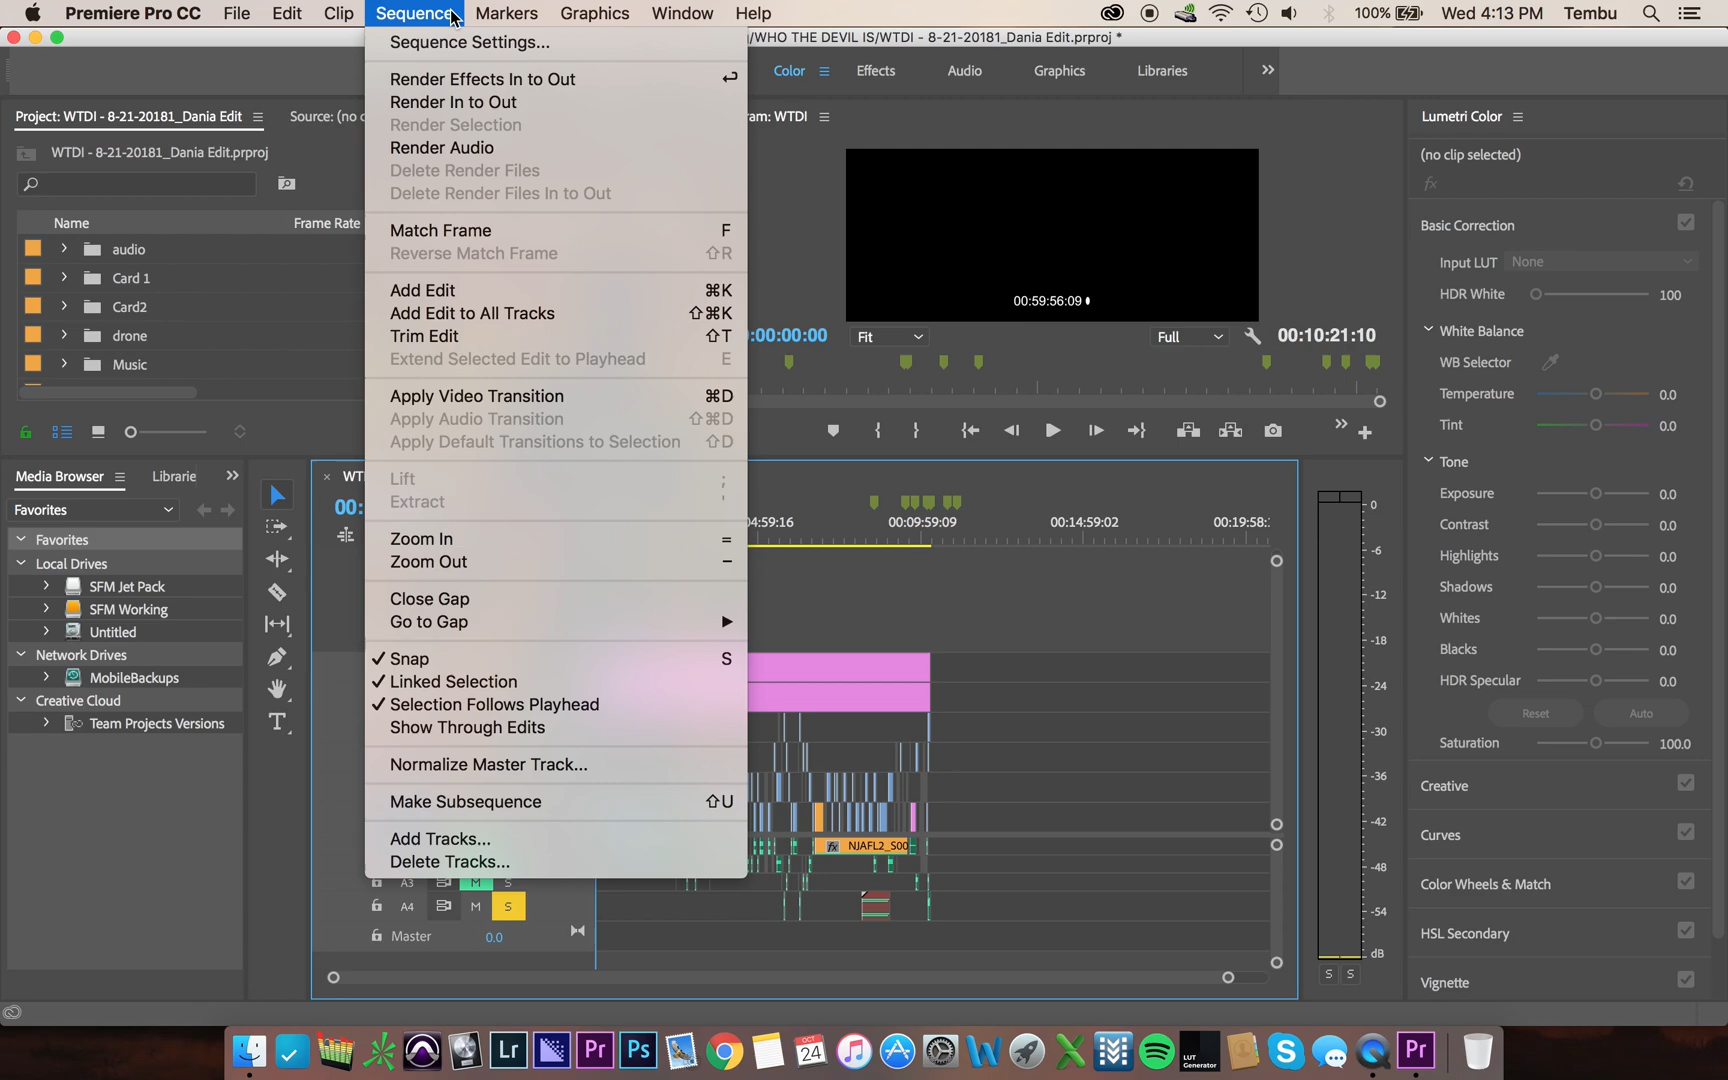 Premiere Pro CC File Edit Clip Sequence Markers Graphics Window Help 100% Wed 4:13 PM Tembu
/WHO THE DEVIL IS/WTDI - 8-21-20181_Dania Edit.prproj *
Color Effects Audio Graphics Libraries
Sequence Settings...
Render Effects In to Out
Render In to Out
Render Selection
Render Audio
Delete Render Files
Delete Render Files In to Out
Match Frame F
Reverse Match Frame ⇧R
Add Edit ⌘K
Add Edit to All Tracks ⇧⌘K
Trim Edit ⇧T
Extend Selected Edit to Playhead E
Apply Video Transition ⌘D
Apply Audio Transition ⇧⌘D
Apply Default Transitions to Selection ⇧D
Lift ;
Extract '
Zoom In =
Zoom Out -
Close Gap
Go to Gap
Snap S
Linked Selection
Selection Follows Playhead
Show Through Edits
Normalize Master Track...
Make Subsequence ⇧U
Add Tracks...
Delete Tracks...
Project: WTDI - 8-21-20181_Dania Edit
Source: (no c
WTDI - 8-21-20181_Dania Edit.prproj
Name Frame Rate
audio
Card 1
Card2
drone
Music
ram: WTDI
00:59:56:09
:00:00:00 Fit Full 00:10:21:10
Lumetri Color
(no clip selected)
fx
Basic Correction
Input LUT None
HDR White 100
White Balance
WB Selector
Temperature 0.0
Tint 0.0
Tone
Exposure 0.0
Contrast 0.0
Highlights 0.0
Shadows 0.0
Whites 0.0
Blacks 0.0
HDR Specular 0.0
Reset Auto
Saturation 100.0
Creative
Curves
Color Wheels & Match
HSL Secondary
Vignette
Media Browser Librarie
Favorites
Favorites
Local Drives
SFM Jet Pack
SFM Working
Untitled
Network Drives
MobileBackups
Creative Cloud
Team Projects Versions
T
WT
00:
04:59:16 00:09:59:09 00:14:59:02 00:19:58:
fx NJAFL2_S00
A3 M S
A4 M S
Master 0.0
0
-6
-12
-18
-24
-30
-36
-42
-48
-54
dB
S S
Lr Pr Ps OCT 24 LUT Generator Pr